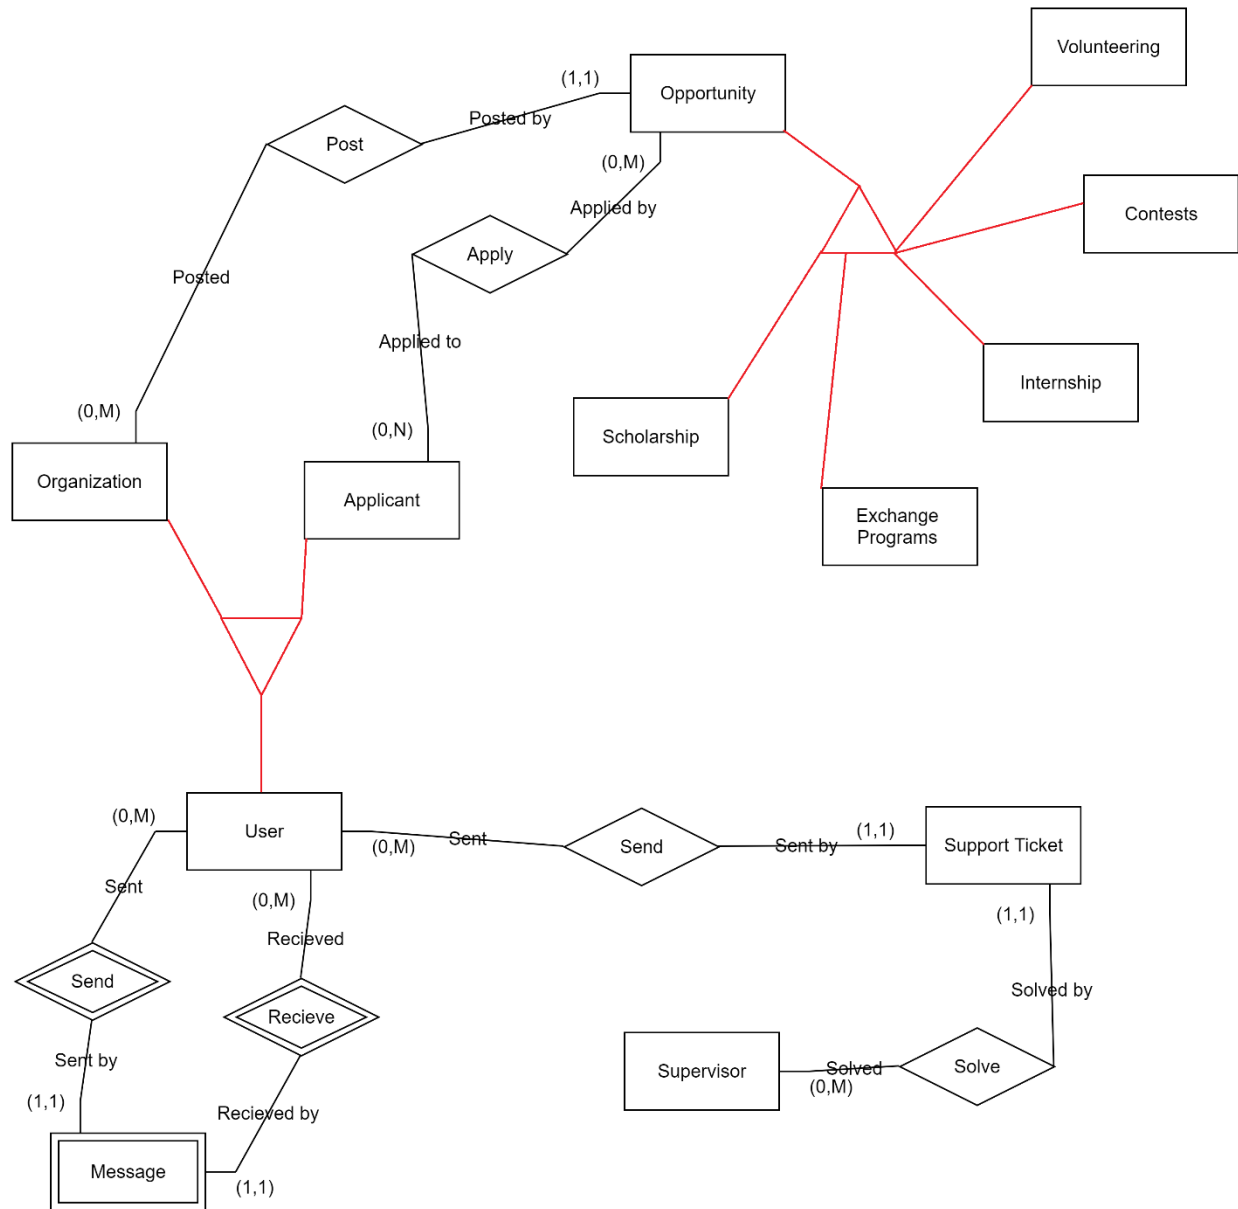 Volunteering
(1,1)
Opportunity
Posted by
Post
(0,M)
Contests
Applied by
Apply
Posted
Applied to
Internship
(0,M)
(0,N)
Scholarship
Organization
Applicant
Exchange
Programs
(0,M)
User
Sent
(0,M)
Send
Sent by
(1,1)
Support Ticket
Sent
(0,M)
(1,1)
Recieved
Send
Solved by
Recieve
Sent by
Supervisor
Solved
(0,M)
Solve
(1,1)
Recieved by
Message
(1,1)